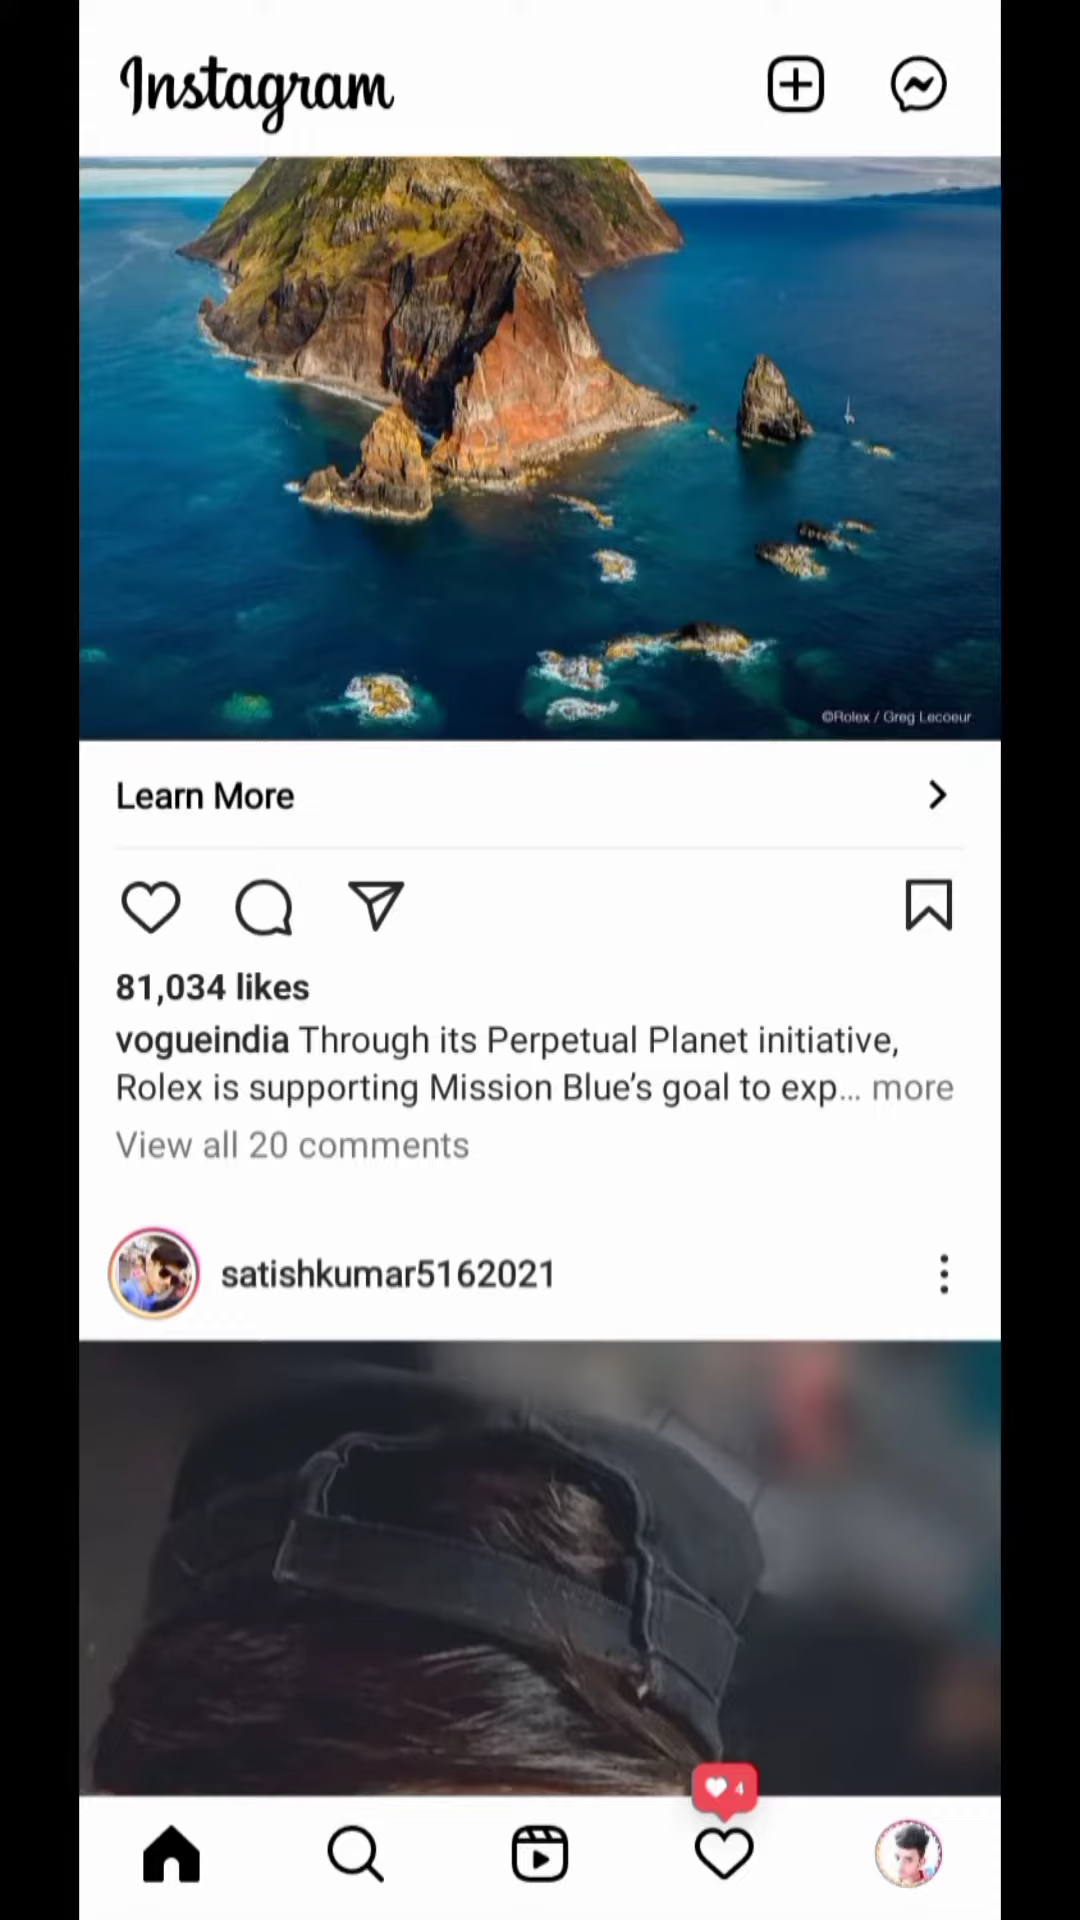 Instagram
©Rolex / Greg Lecoeur
Learn More
81,034 likes
vogueindia Through its Perpetual Planet initiative,
Rolex is supporting Mission Blue’s goal to exp... more
View all 20 comments
satishkumar5162021
4